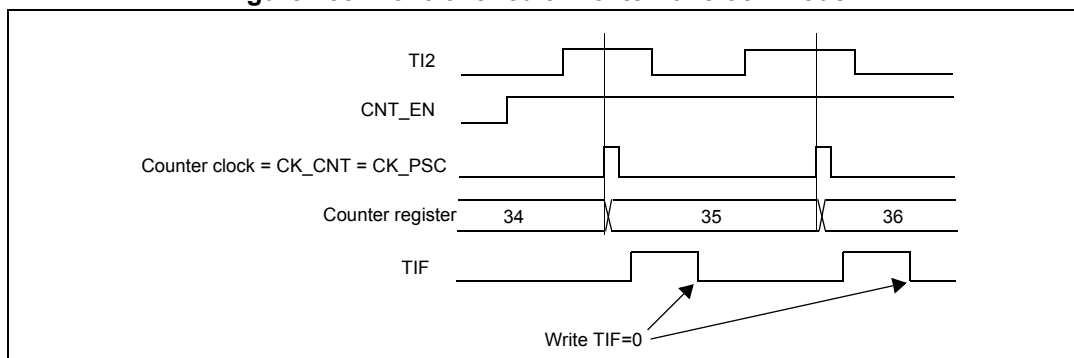 TI2
CNT_EN
Counter clock = CK_CNT = CK_PSC
Counter register 34 35 36
TIF
Write TIF=0